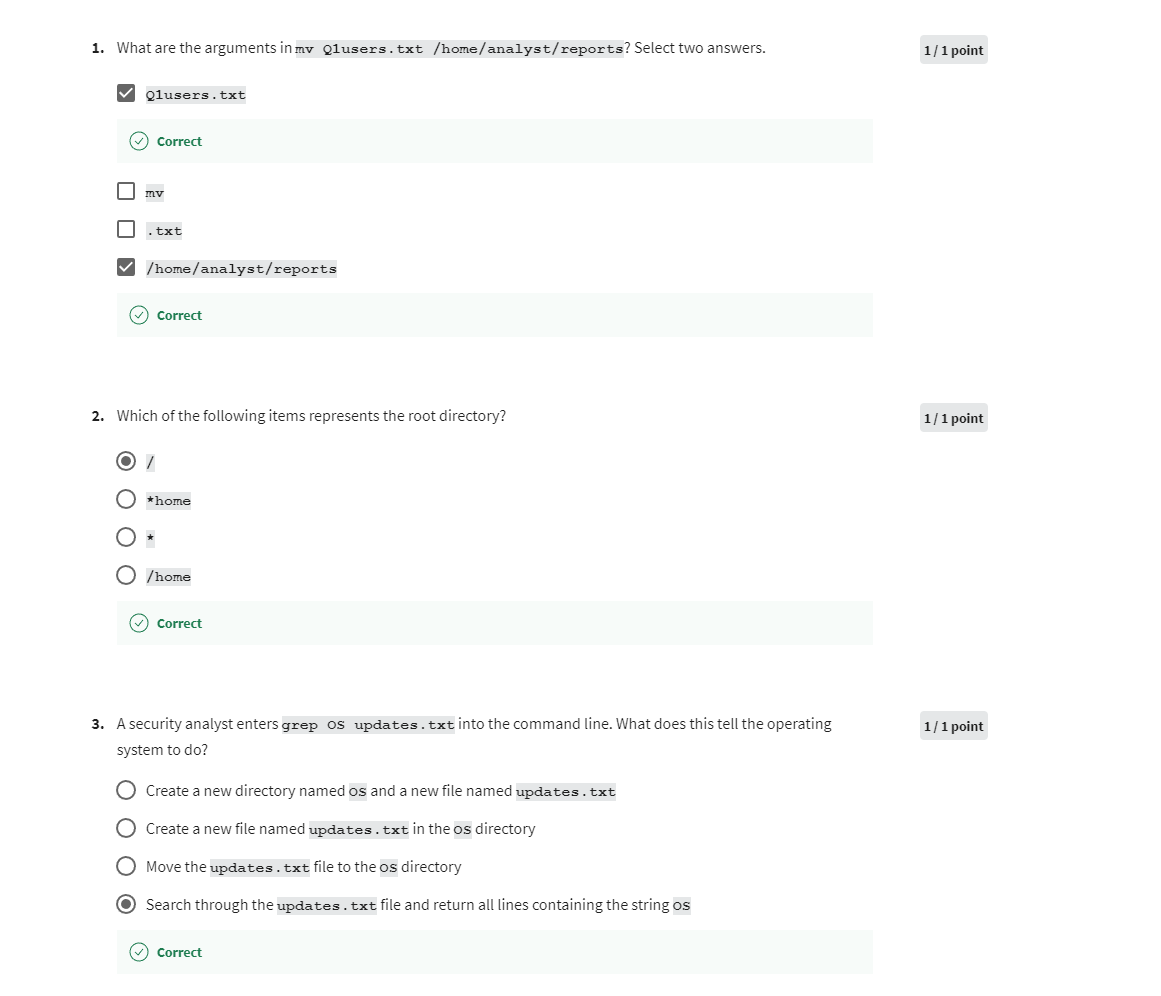 1. What are the arguments in mv Q1users.txt /home/analyst/reports? Select two answers.
1 / 1 point
Q1users.txt
Correct
mv
.txt
/home/analyst/reports
Correct
2. Which of the following items represents the root directory?
1 / 1 point
/
*home
*
/home
Correct
3. A security analyst enters grep OS updates.txt into the command line. What does this tell the operating
system to do?
1 / 1 point
Create a new directory named OS and a new file named updates.txt
Create a new file named updates.txt in the OS directory
Move the updates.txt file to the OS directory
Search through the updates.txt file and return all lines containing the string OS
Correct